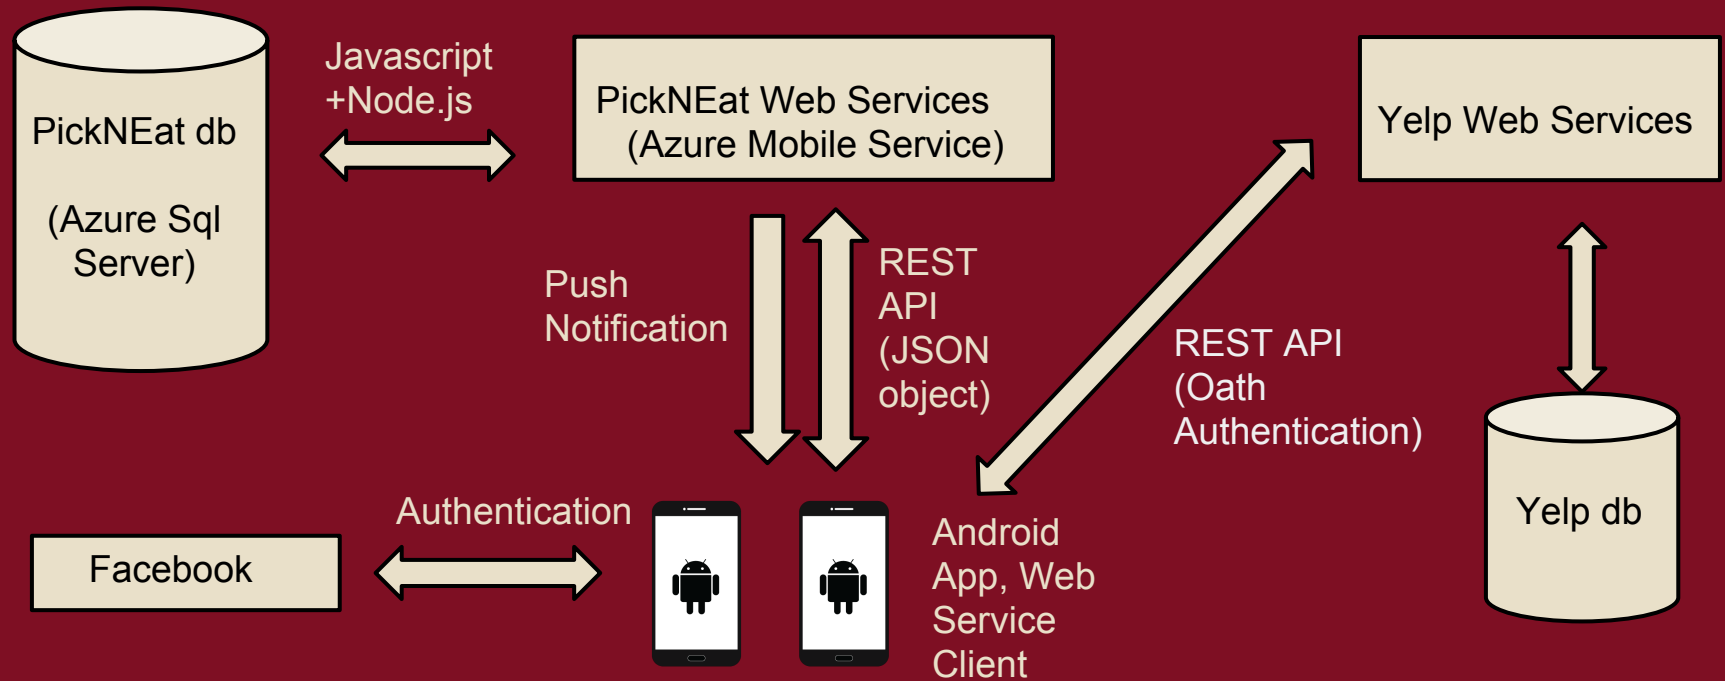 PickNEat db
(Azure Sql
Server)
Javascript
+Node.js
PickNEat Web Services
(Azure Mobile Service)
Yelp Web Services
Push
Notification
REST
API
(JSON
object)
REST API
(Oath
Authentication)
Yelp db
Facebook
Authentication
Android
App, Web
Service
Client